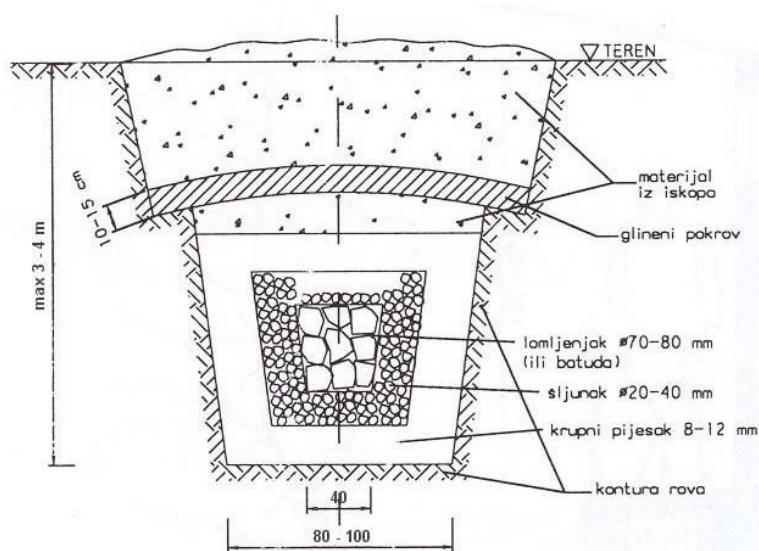 TEREN
materijal
iz iskopa
glineni pokrov
10-15 cm
max 3 - 4 m
lomljenjak ø70-80 mm
(ili batuda)
šljunak ø20-40 mm
krupni pijesak 8-12 mm
kontura rova
40
80 - 100